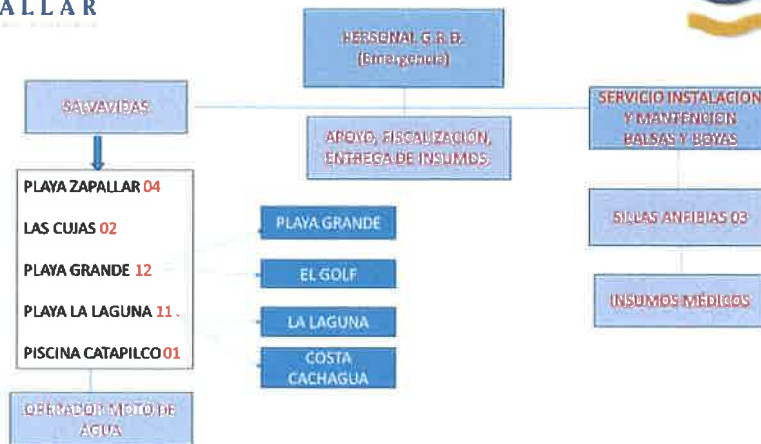 ALLAR
PERSONAL G.R.D.
(Emergencia)
SALVAVIDAS
APOYO, FISCALIZACIÓN,
ENTREGA DE INSUMOS.
SERVICIO INSTALACION
Y MANTENCION
BALSAS Y BOYAS
PLAYA ZAPALLAR 04
LAS CUJAS 02
PLAYA GRANDE 12
PLAYA LA LAGUNA 11
PISCINA CATAPILCO 01
PLAYA GRANDE
EL GOLF
LA LAGUNA
COSTA
CACHAGUA
SILLAS ANFIBIAS 03
INSUMOS MÉDICOS
OPERADOR MOTO DE
AGUA